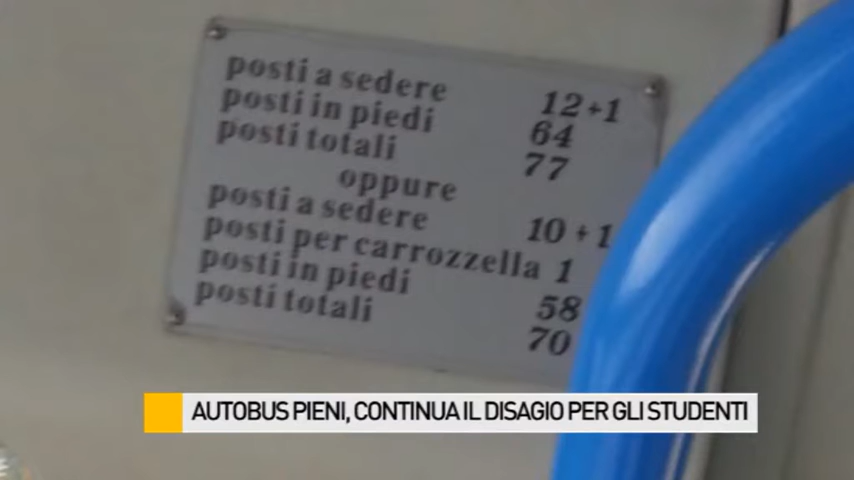 posti a sedere 12+1
posti in piedi 64
posti totali 77
oppure
posti a sedere 10+1
posti per carrozzella 1
posti in piedi 58
posti totali 70
AUTOBUS PIENI, CONTINUA IL DISAGIO PER GLI STUDENTI